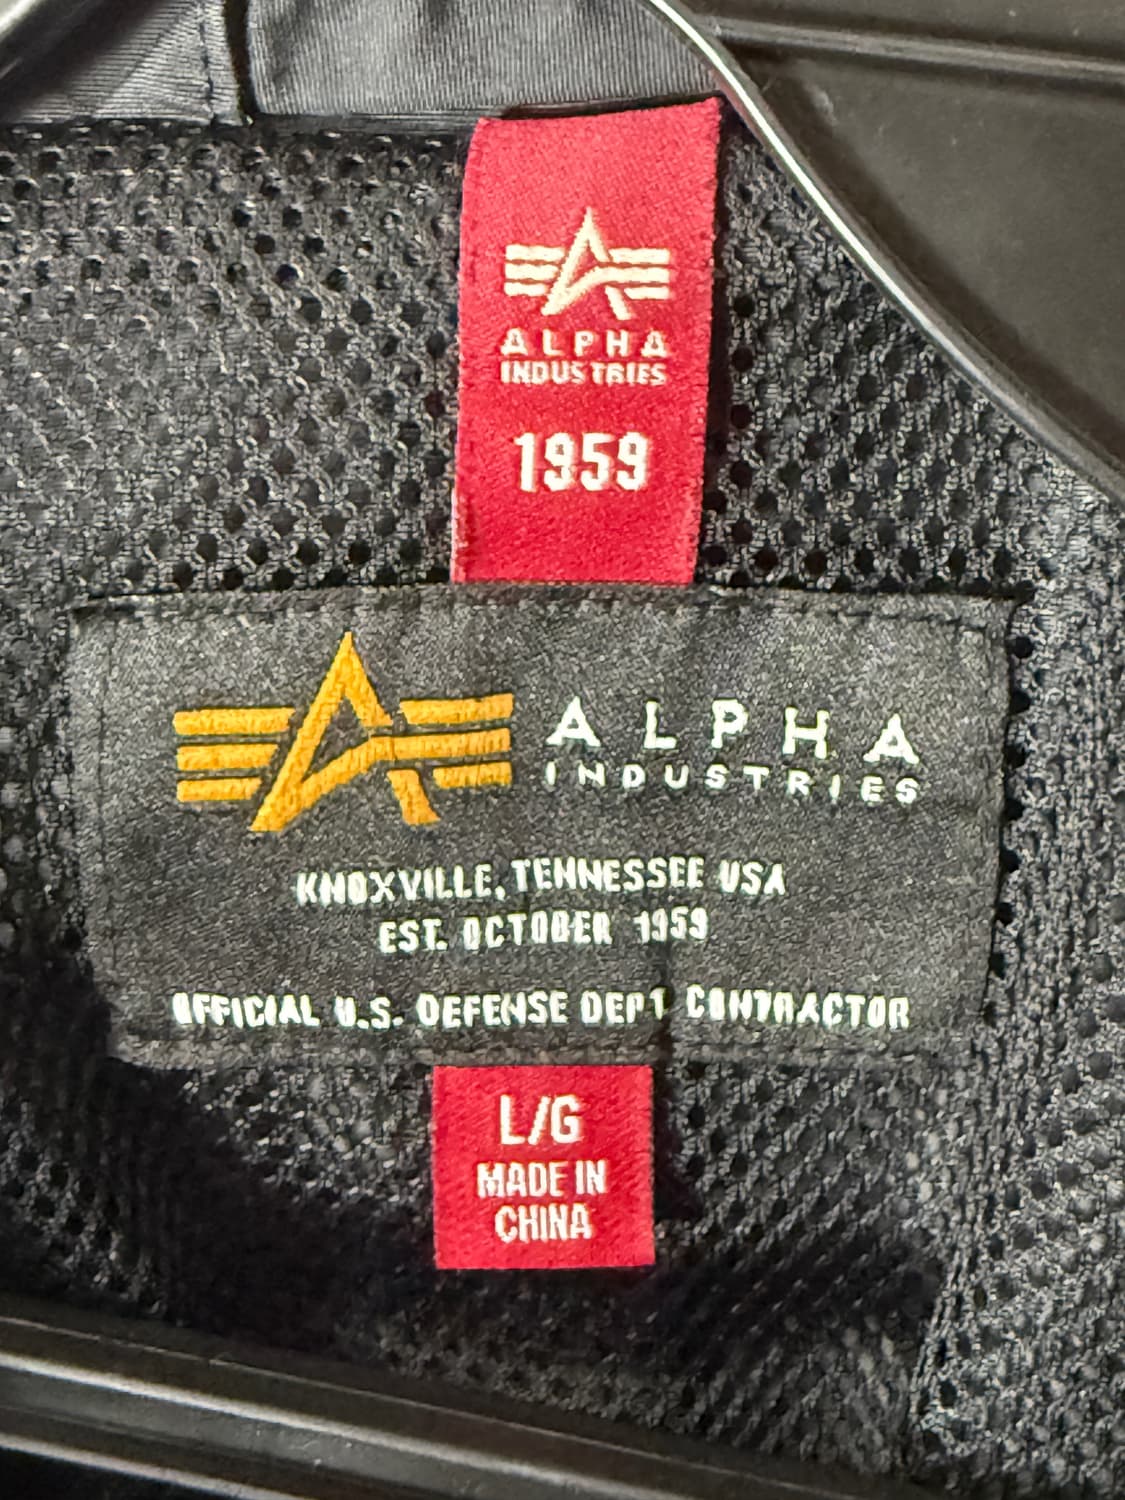 ALPHA
INDUSTRIES
1959
ALPHA
INDUSTRIES
KNOXVILLE, TENNESSEE USA
EST. OCTOBER 1959
OFFICIAL U.S. DEFENSE DEPT CONTRACTOR
L/G
MADE IN
CHINA